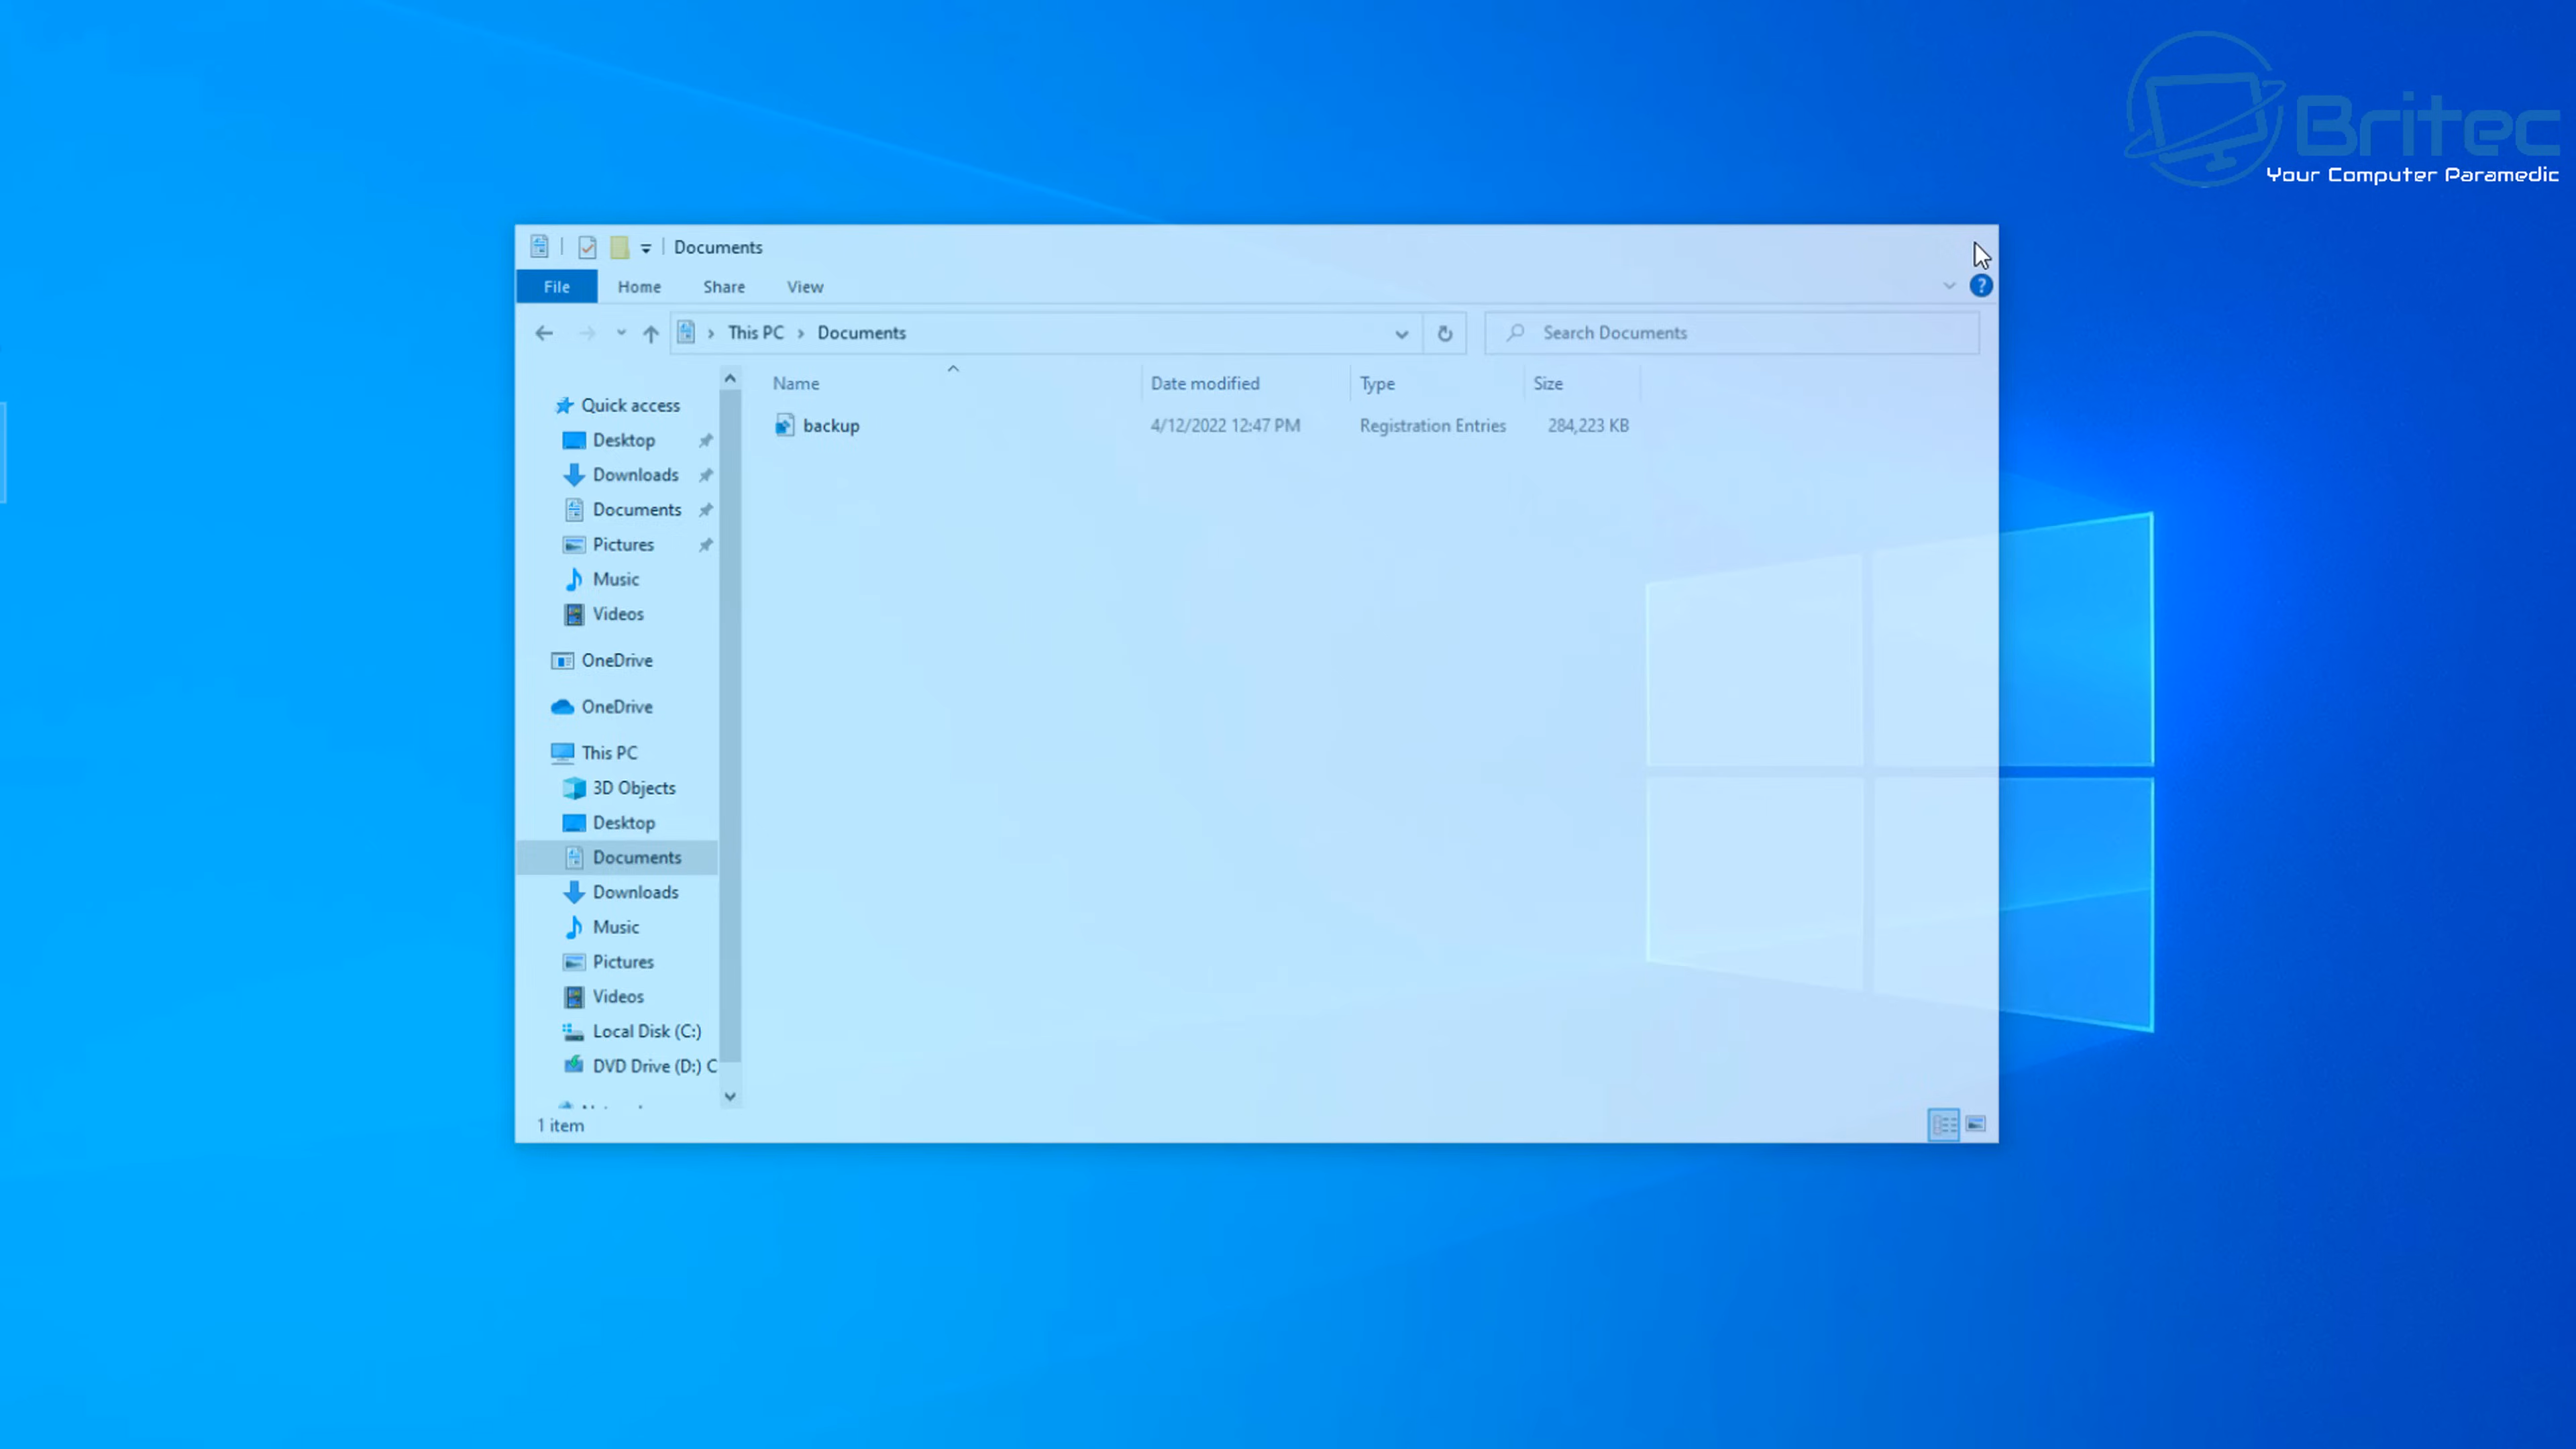 Britec
Your Computer Paramedic
Documents
File Home Share View
This PC Documents
Search Documents
Name Date modified Type Size
backup 4/12/2022 12:47 PM Registration Entries 284,223 KB
Quick access
Desktop
Downloads
Documents
Pictures
Music
Videos
OneDrive
OneDrive
This PC
3D Objects
Desktop
Documents
Downloads
Music
Pictures
Videos
Local Disk (C:)
DVD Drive (D:) C
1 item